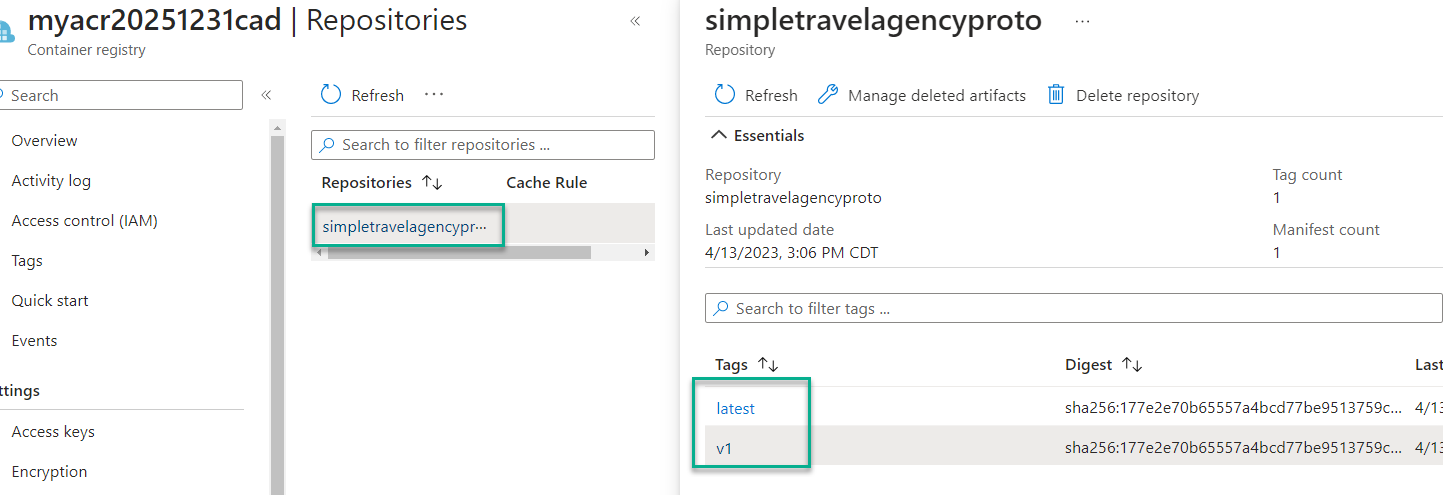 myacr20251231cad | Repositories
Container registry
Search
Overview
Activity log
Access control (IAM)
Tags
Quick start
Events
ttings
Access keys
Encryption
Refresh
Search to filter repositories ...
Repositories Cache Rule
simpletravelagencypr···
simpletravelagencyproto
Repository
Refresh Manage deleted artifacts Delete repository
Essentials
Repository Tag count
simpletravelagencyproto 1
Last updated date Manifest count
4/13/2023, 3:06 PM CDT 1
Search to filter tags ...
Tags Digest Last
latest sha256:177e2e70b65557a4bcd77be9513759c... 4/13
v1 sha256:177e2e70b65557a4bcd77be9513759c... 4/13